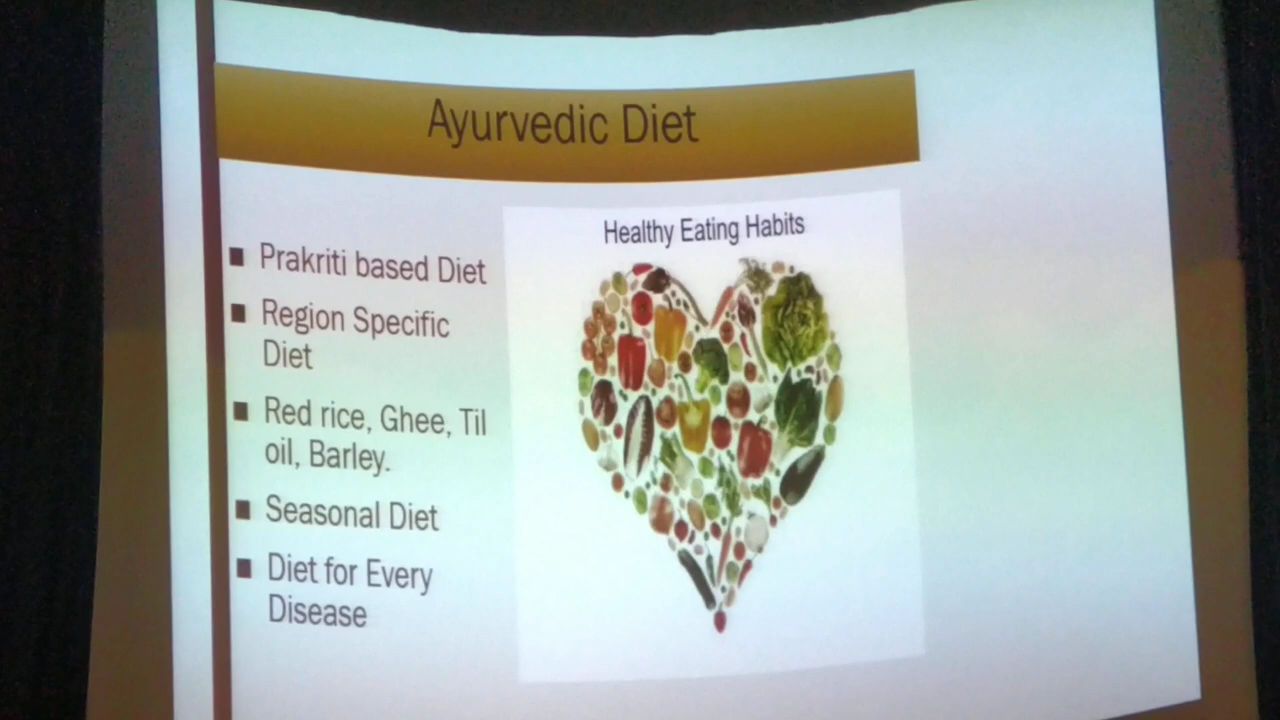 Ayurvedic Diet
Prakriti based Diet
Region Specific
Diet
Red rice, Ghee, Til
oil, Barley.
Seasonal Diet
Diet for Every
Disease
Healthy Eating Habits